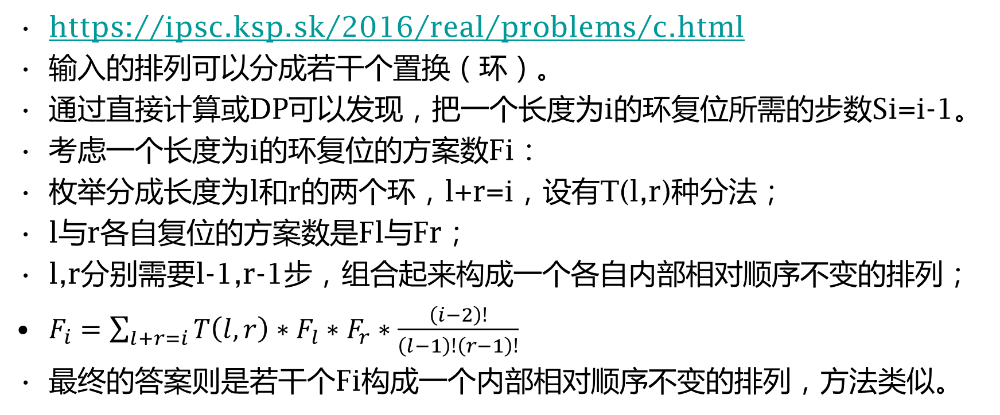 · https://ipsc.ksp.sk/2016/real/problems/c.html
· 输入的排列可以分成若干个置换（环）。
· 通过直接计算或DP可以发现，把一个长度为i的环复位所需的步数Si=i-1。
· 考虑一个长度为i的环复位的方案数Fi：
· 枚举分成长度为l和r的两个环，l+r=i，设有T(l,r)种分法；
· l与r各自复位的方案数是Fl与Fr；
· l,r分别需要l-1,r-1步，组合起来构成一个各自内部相对顺序不变的排列；
• $F_i = \sum_{l+r=i} T(l,r) * F_l * F_r * \frac{(i-2)!}{(l-1)!(r-1)!}$
· 最终的答案则是若干个Fi构成一个内部相对顺序不变的排列，方法类似。